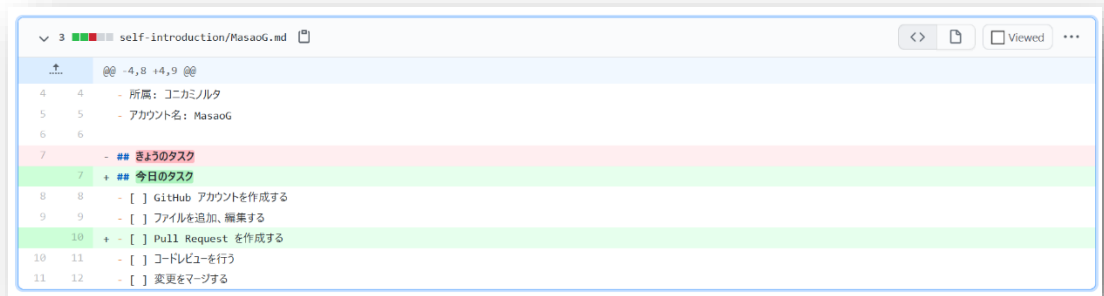 3 self-introduction/MasaoG.md <> Viewed ...
@@ -4,8 +4,9 @@
4 4 - 所属: コニカミノルタ
5 5 - アカウント名: MasaoG
6 6
7 - ## きょうのタスク
7 + ## 今日のタスク
8 8 - [ ] GitHub アカウントを作成する
9 9 - [ ] ファイルを追加、編集する
10 + - [ ] Pull Request を作成する
10 11 - [ ] コードレビューを行う
11 12 - [ ] 変更をマージする